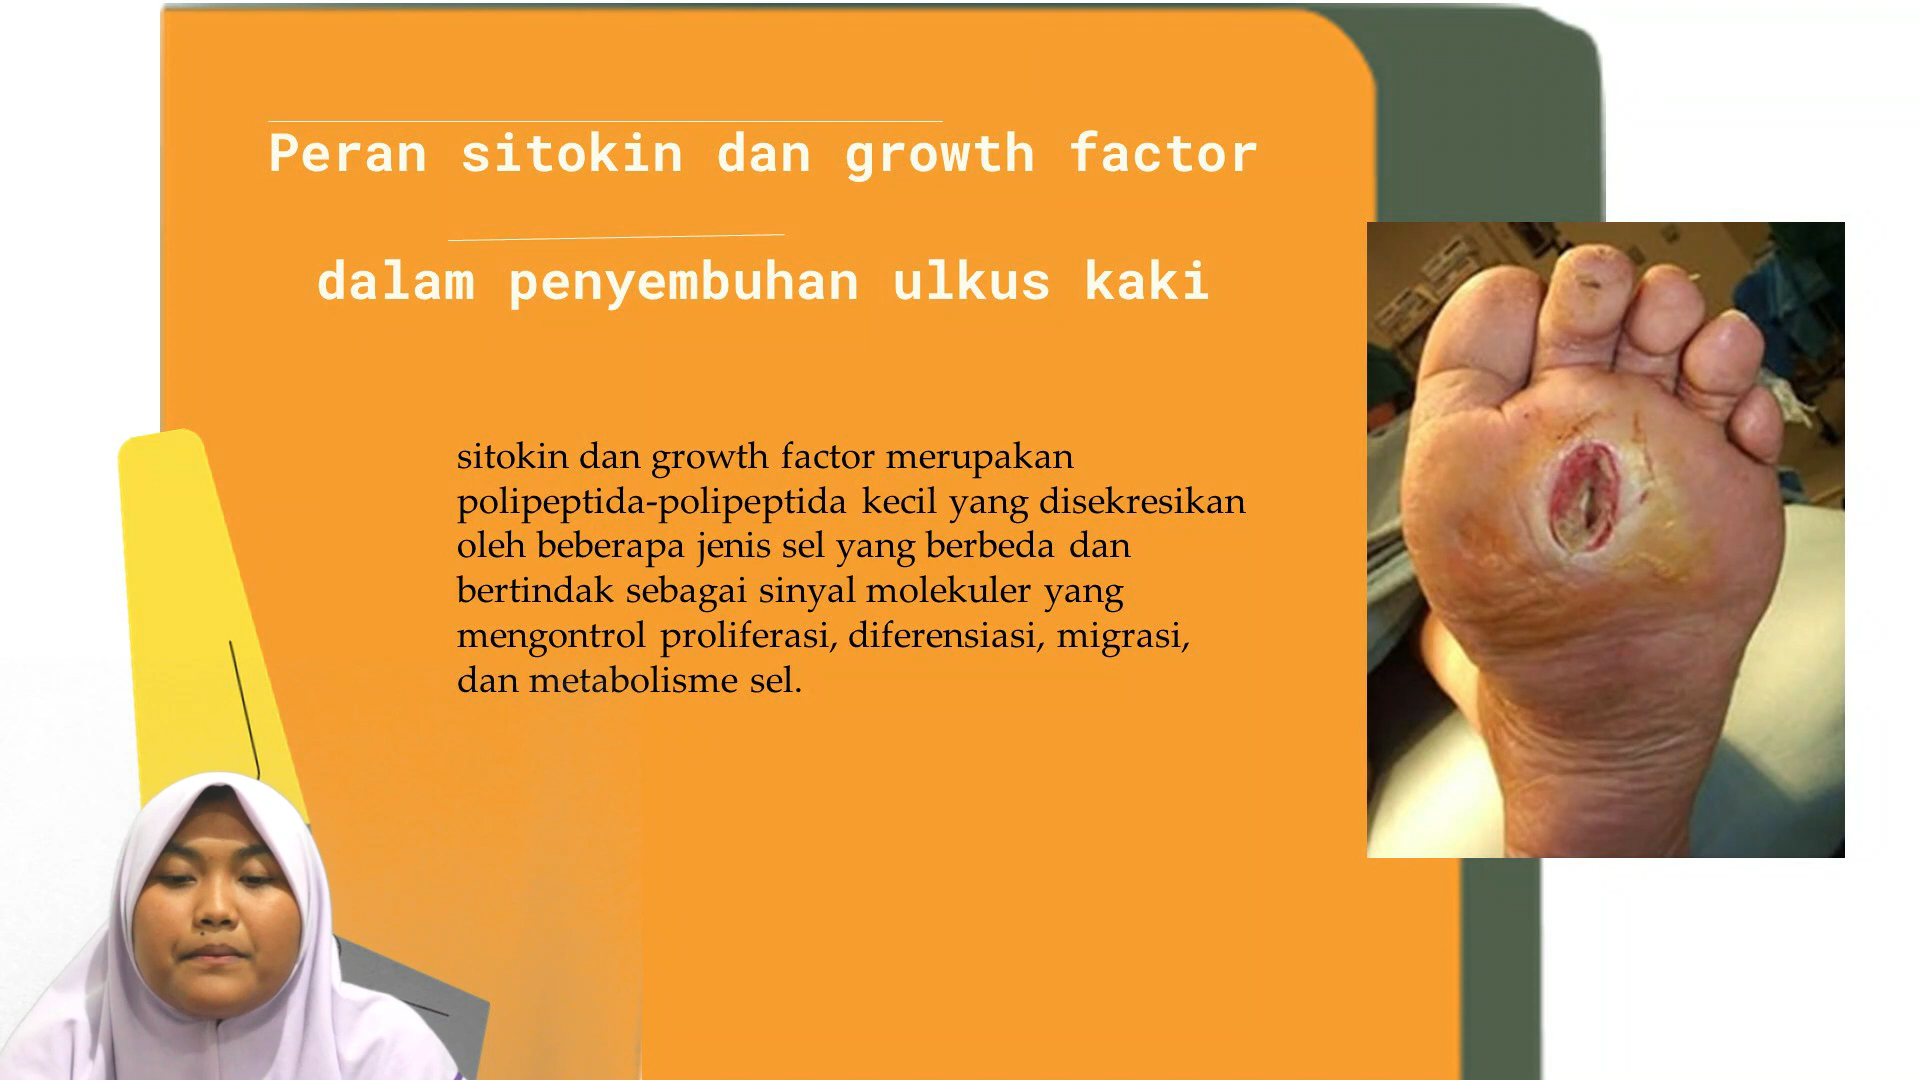 Peran sitokin dan growth factor
dalam penyembuhan ulkus kaki
sitokin dan growth factor merupakan
polipeptida-polipeptida kecil yang disekresikan
oleh beberapa jenis sel yang berbeda dan
bertindak sebagai sinyal molekuler yang
mengontrol proliferasi, diferensiasi, migrasi,
dan metabolisme sel.